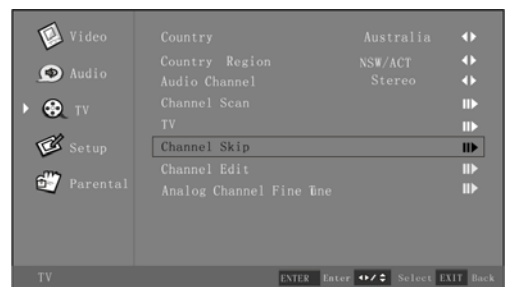 Video
Audio
TV
Setup
Parental
Country Australia
Country Region NSW/ACT
Audio Channel Stereo
Channel Scan
TV
Channel Skip
Channel Edit
Analog Channel Fine Tune
TV ENTER Enter Select EXIT Back